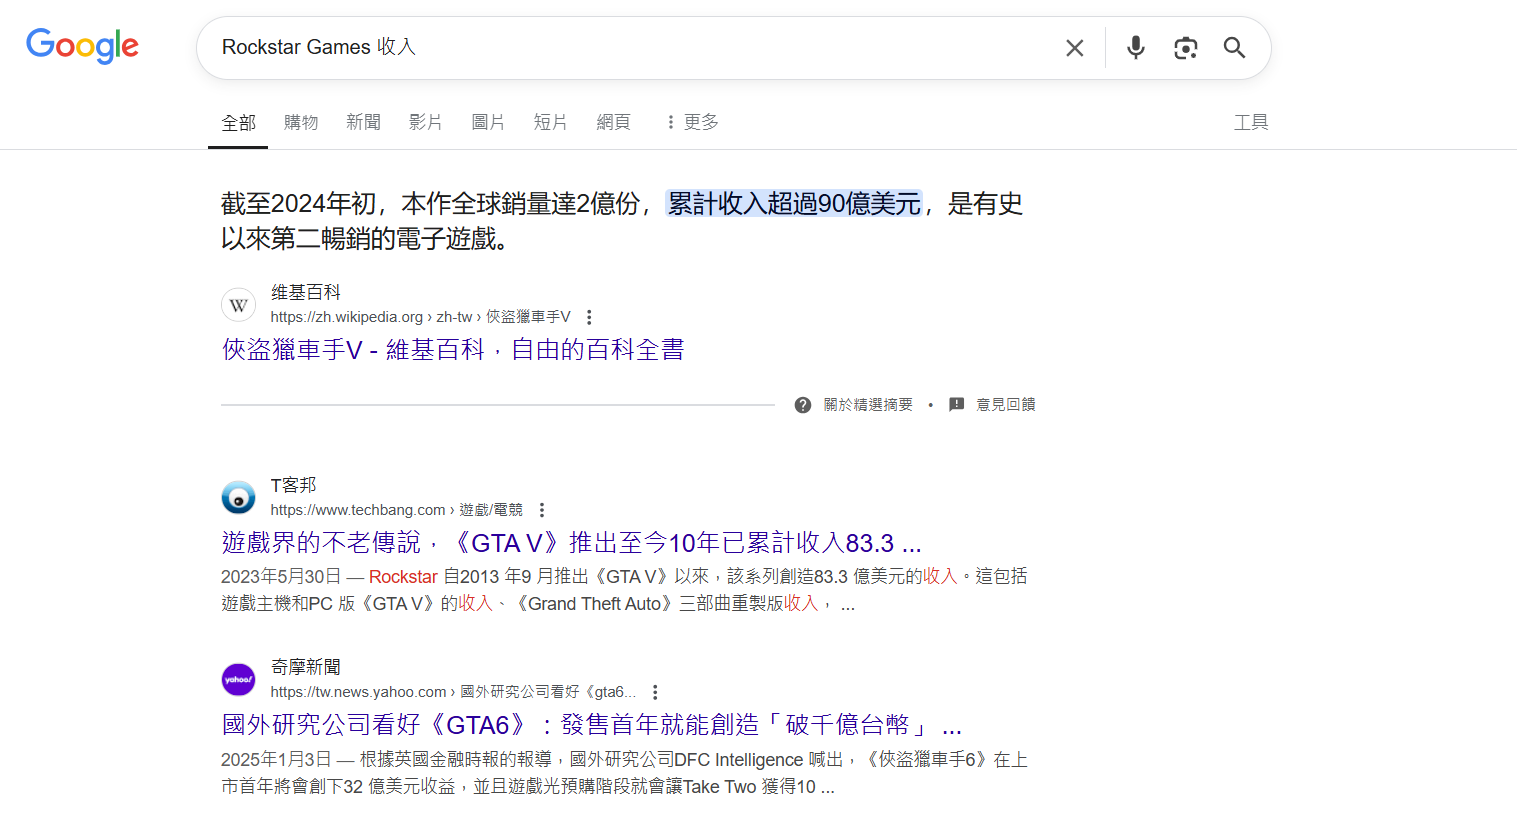 Google
Rockstar Games 收入
全部 購物 新聞 影片 圖片 短片 網頁 更多 工具
截至2024年初，本作全球銷量達2億份，累計收入超過90億美元，是有史
以來第二暢銷的電子遊戲。
W
維基百科
https://zh.wikipedia.org › zh-tw › 俠盜獵車手V
俠盜獵車手V - 維基百科，自由的百科全書
關於精選摘要 • 意見回饋
T客邦
https://www.techbang.com › 遊戲/電競
遊戲界的不老傳說，《GTA V》推出至今10年已累計收入83.3 ...
2023年5月30日 — Rockstar 自2013 年9 月推出《GTA V》以來，該系列創造83.3 億美元的收入。這包括
遊戲主機和PC 版《GTA V》的收入、《Grand Theft Auto》三部曲重製版收入， ...
yahoo!
奇摩新聞
https://tw.news.yahoo.com › 國外研究公司看好《gta6...
國外研究公司看好《GTA6》：發售首年就能創造「破千億台幣」 ...
2025年1月3日 — 根據英國金融時報的報導，國外研究公司DFC Intelligence 喊出，《俠盜獵車手6》在上
市首年將會創下32 億美元收益，並且遊戲光預購階段就會讓Take Two 獲得10 ...